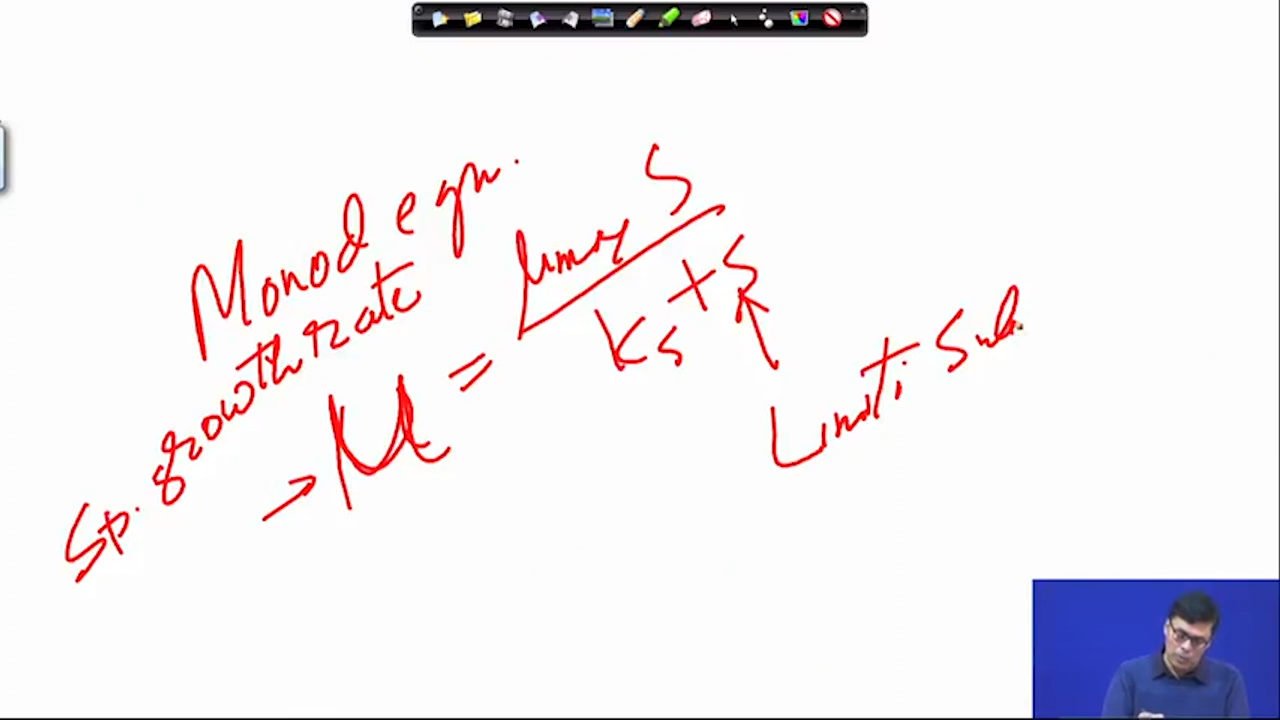 Monod eqn.
Sp. growth rate
→ μ = μmax S / Ks + S
Limiti Sub